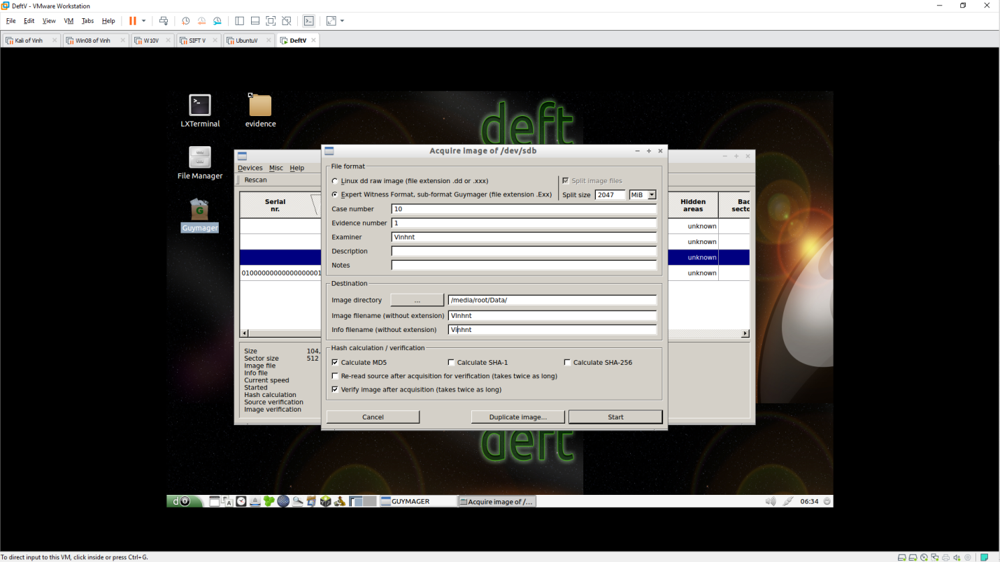 DeftV - VMware Workstation
File Edit View VM Tabs Help
Kali of Vinh
Win08 of Vinh
W10V
SIFT V
UbuntuV
DeftV
LXTerminal
evidence
File Manager
Guymager
deft
Devices Misc Help
Rescan
Serial
nr.
01000000000000000001
Hidden
areas
unknown
unknown
unknown
unknown
Size 104,
Sector size 512
Image file
Info file
Current speed
Started
Hash calculation
Source verification
Image verification
Acquire image of /dev/sdb
File format
Linux dd raw image (file extension .dd or .xxx)
Split image files
Expert Witness Format, sub-format Guymager (file extension .Exx)
Split size 2047 MiB
Case number 10
Evidence number 1
Examiner Vinhnt
Description
Notes
Destination
Image directory ... /media/root/Data/
Image filename (without extension) VInhnt
Info filename (without extension) Vinhnt
Hash calculation / verification
Calculate MD5
Calculate SHA-1
Calculate SHA-256
Re-read source after acquisition for verification (takes twice as long)
Verify image after acquisition (takes twice as long)
Cancel
Duplicate image...
Start
deft
GUYMAGER
Acquire image of /...
06:34
To direct input to this VM, click inside or press Ctrl+G.